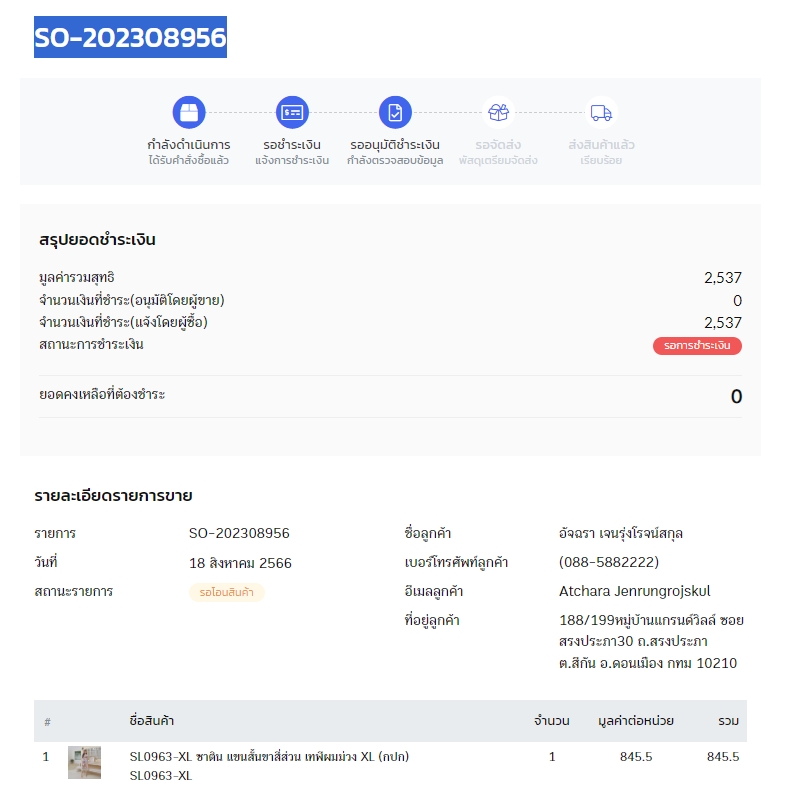 SO-202308956
กำลังดำเนินการ
ได้รับคำสั่งซื้อแล้ว
รอชำระเงิน
แจ้งการชำระเงิน
รออนุมัติชำระเงิน
กำลังตรวจสอบข้อมูล
รอจัดส่ง
พัสดุเตรียมจัดส่ง
ส่งสินค้าแล้ว
เรียบร้อย
สรุปยอดชำระเงิน
มูลค่ารวมสุทธิ 2,537
จำนวนเงินที่ชำระ(อนุมัติโดยผู้ขาย) 0
จำนวนเงินที่ชำระ(แจ้งโดยผู้ซื้อ) 2,537
สถานะการชำระเงิน รอการชำระเงิน
ยอดคงเหลือที่ต้องชำระ 0
รายละเอียดรายการขาย
รายการ SO-202308956
วันที่ 18 สิงหาคม 2566
สถานะรายการ รอโอนสินค้า
ชื่อลูกค้า อัจฉรา เจนรุ่งโรจน์สกุล
เบอร์โทรศัพท์ลูกค้า (088-5882222)
อีเมลลูกค้า Atchara Jenrungrojskul
ที่อยู่ลูกค้า 188/199หมู่บ้านแกรนด์วิลล์ ซอย
สรงประภา30 ถ.สรงประภา
ต.สีกัน อ.ดอนเมือง กทม 10210
# ชื่อสินค้า จำนวน มูลค่าต่อหน่วย รวม
1 SL0963-XL ซาติน แขนสั้นขาสี่ส่วน เทพีผมม่วง XL (กปก) 1 845.5 845.5
SL0963-XL